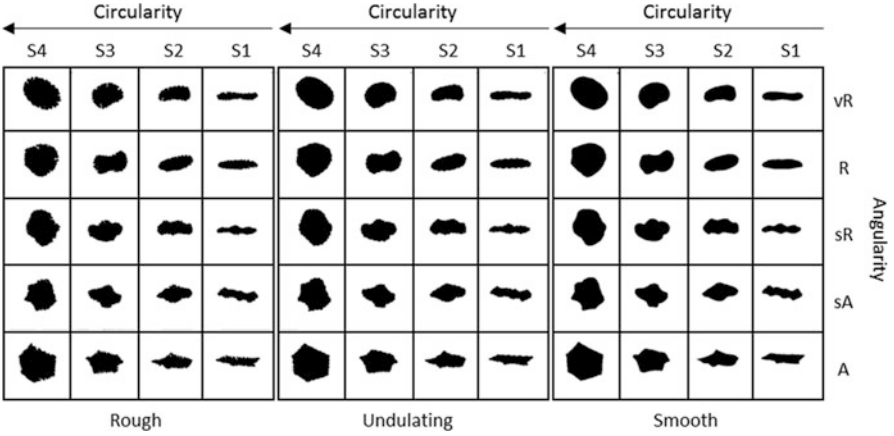 Circularity Circularity Circularity
S4 S3 S2 S1 S4 S3 S2 S1 S4 S3 S2 S1
vR
R
sR
Angularity
sA
A
Rough Undulating Smooth